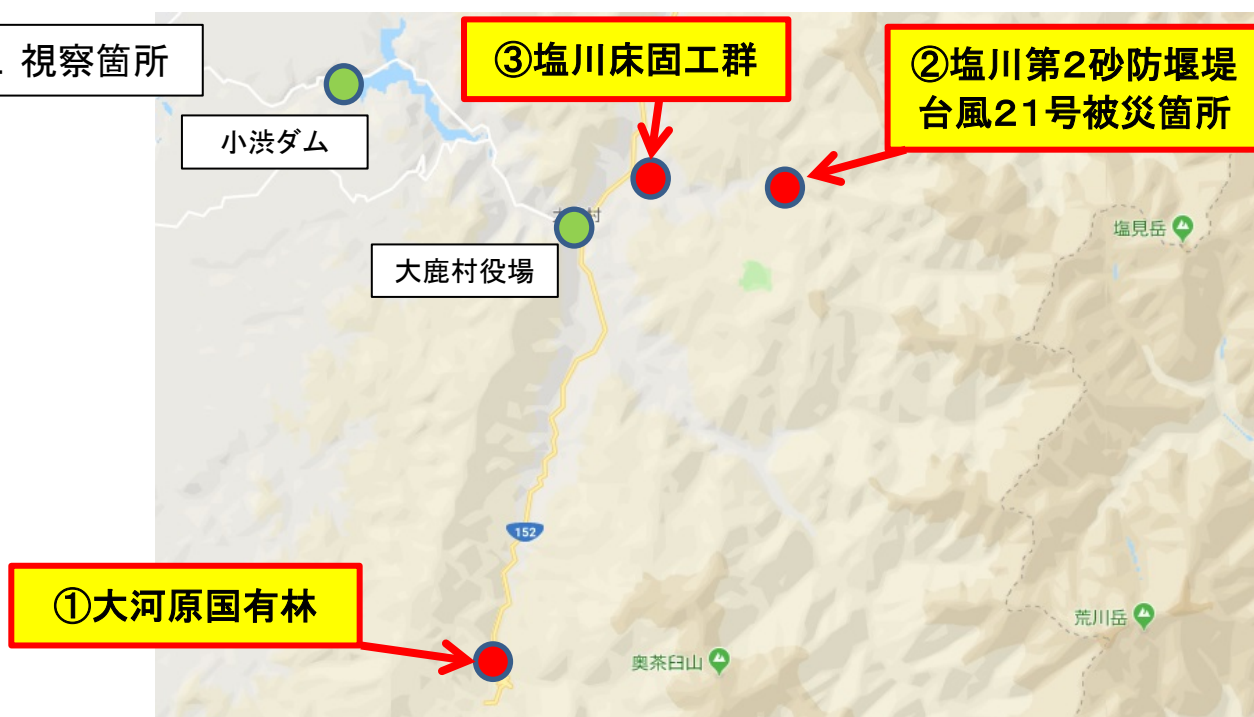 . 視察箇所
③塩川床固工群
②塩川第2砂防堰堤
台風21号被災箇所
小渋ダム
村
塩見岳
大鹿村役場
152
①大河原国有林
荒川岳
奥茶臼山